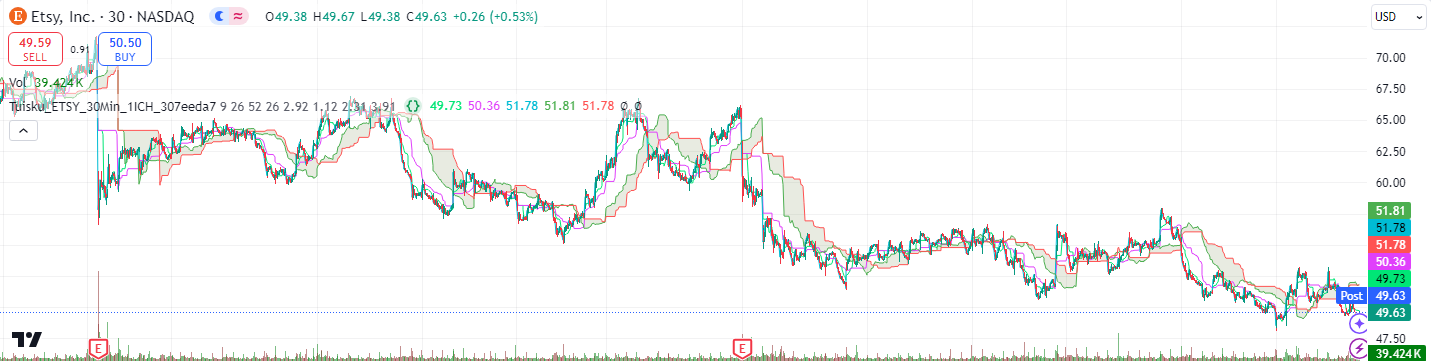 E Etsy, Inc. · 30 · NASDAQ O49.38 H49.67 L49.38 C49.63 +0.26 (+0.53%)
USD
49.59 SELL 0.91 50.50 BUY
Vol 39.424K
Tuisku_ETSY_30Min_1ICH_307eeda7 9 26 52 26 2.92 1.12 2.31 3.91 {} 49.73 50.36 51.78 51.81 51.78 ∅ ∅
70.00
67.50
65.00
62.50
60.00
51.81
51.78
51.78
50.36
49.73
Post 49.63
49.63
47.50
39.424K
E E